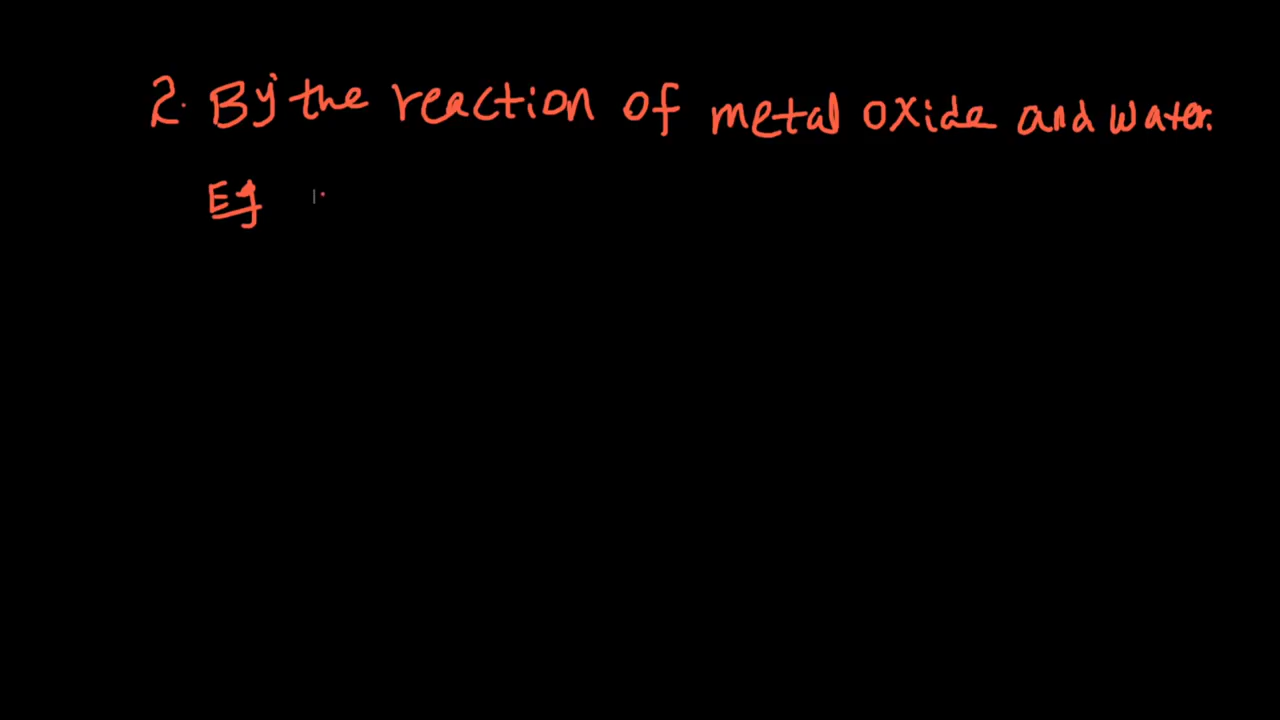 2. By the reaction of metal oxide and water.
Eg